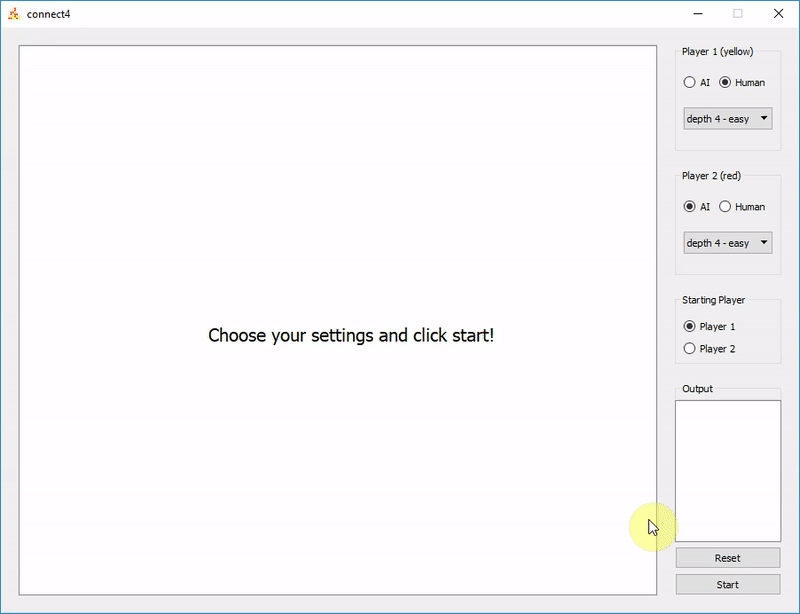 connect4
Choose your settings and click start!
Player 1 (yellow)
AI Human
depth 4 - easy
Player 2 (red)
AI Human
depth 4 - easy
Starting Player
Player 1
Player 2
Output
Reset
Start